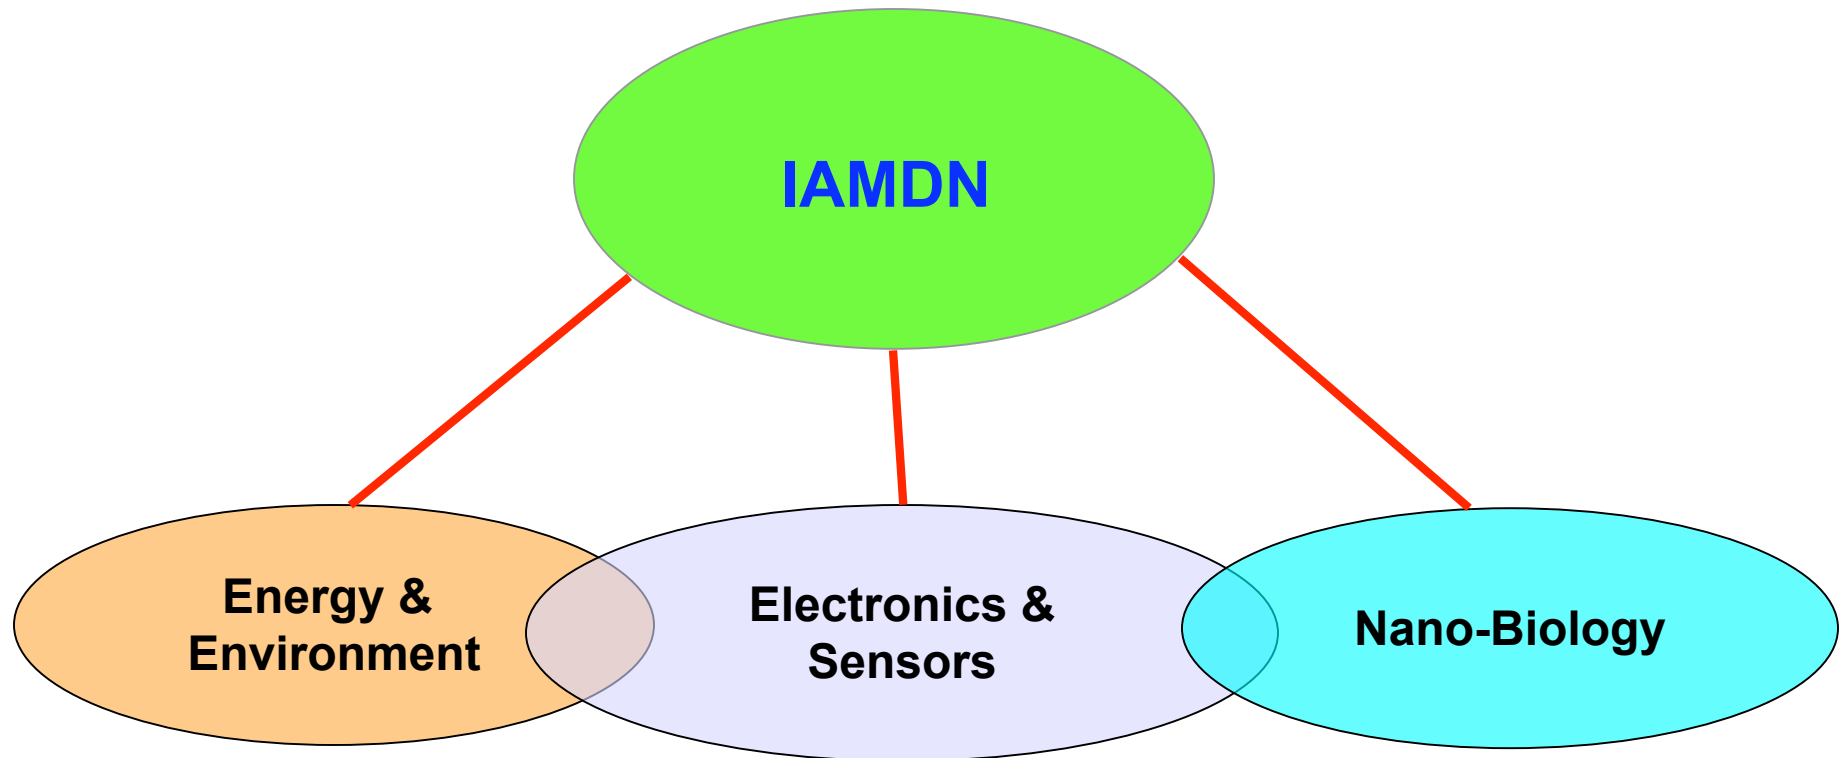 IAMDN
Energy &
Environment
Electronics &
Sensors
Nano-Biology